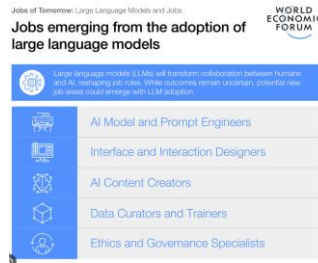 Jobs of Tomorrow: Large Language Models and Jobs
WORLD
ECONOMIC
FORUM
Jobs emerging from the adoption of
large language models
Large language models (LLMs) will transform collaboration between humans
and AI, reshaping job roles. While outcomes remain uncertain, potential new
job areas could emerge with LLM adoption.
AI Model and Prompt Engineers
Interface and Interaction Designers
AI Content Creators
Data Curators and Trainers
Ethics and Governance Specialists